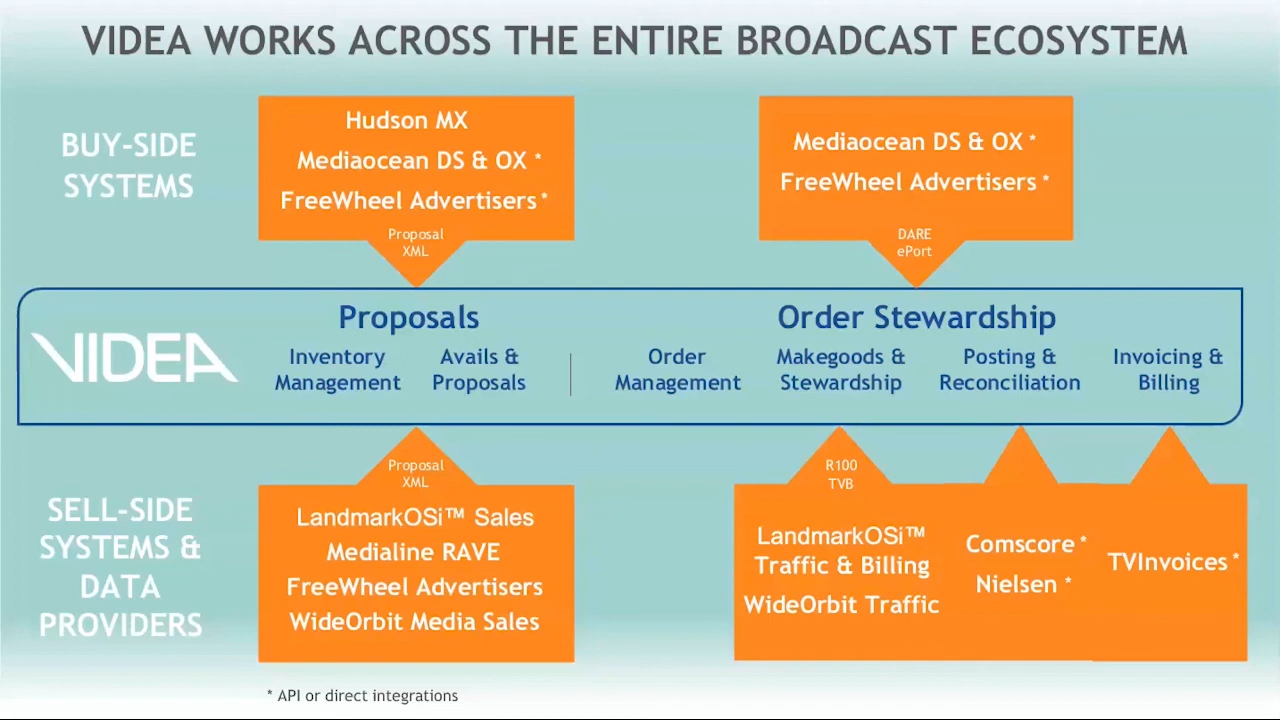 VIDEA WORKS ACROSS THE ENTIRE BROADCAST ECOSYSTEM
BUY-SIDE
SYSTEMS
Hudson MX
Mediaocean DS & OX *
FreeWheel Advertisers *
Proposal
XML
Mediaocean DS & OX *
FreeWheel Advertisers *
DARE
ePort
VIDEA
Proposals
Inventory
Management
Avails &
Proposals
Order Stewardship
Order
Management
Makegoods &
Stewardship
Posting &
Reconciliation
Invoicing &
Billing
SELL-SIDE
SYSTEMS &
DATA
PROVIDERS
Proposal
XML
LandmarkOSi™ Sales
Medialine RAVE
FreeWheel Advertisers
WideOrbit Media Sales
R100
TVB
LandmarkOSi™
Traffic & Billing
WideOrbit Traffic
Comscore *
Nielsen *
TVInvoices *
* API or direct integrations